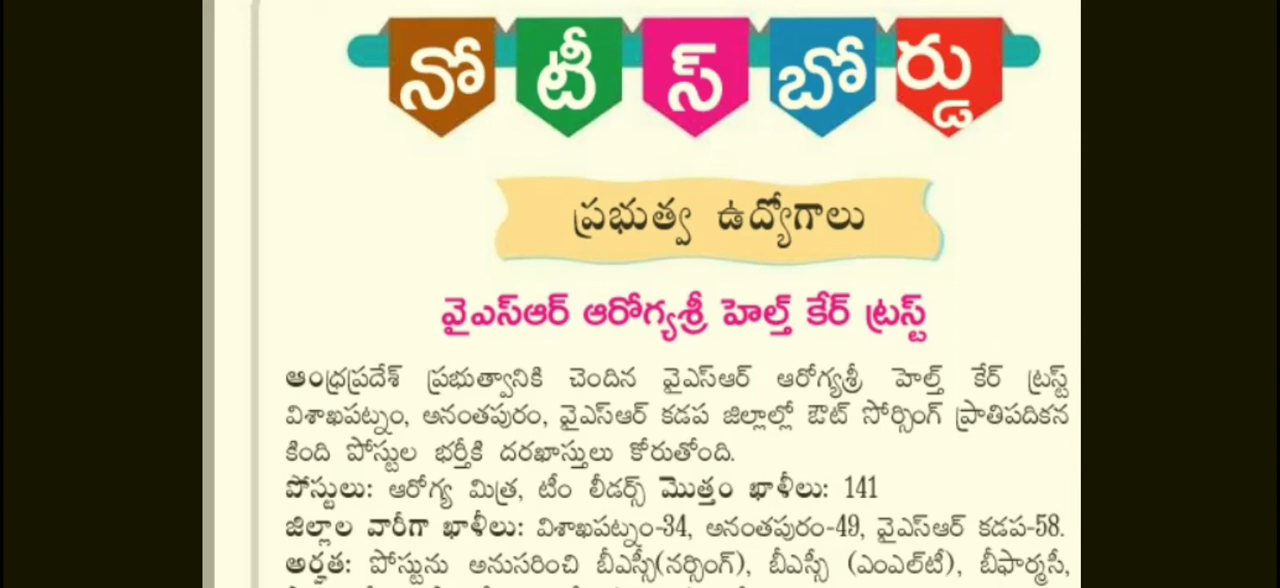 నోటీస్ బోర్డు
ప్రభుత్వ ఉద్యోగాలు
వైఎస్ఆర్ ఆరోగ్యశ్రీ హెల్త్ కేర్ ట్రస్ట్
ఆంధ్రప్రదేశ్ ప్రభుత్వానికి చెందిన వైఎస్ఆర్ ఆరోగ్యశ్రీ హెల్త్ కేర్ ట్రస్ట్
విశాఖపట్నం, అనంతపురం, వైఎస్ఆర్ కడప జిల్లాల్లో ఔట్ సోర్సింగ్ ప్రాతిపదికన
కింది పోస్టుల భర్తీకి దరఖాస్తులు కోరుతోంది.
పోస్టులు: ఆరోగ్య మిత్ర, టీం లీడర్స్ మొత్తం ఖాళీలు: 141
జిల్లాల వారీగా ఖాళీలు: విశాఖపట్నం-34, అనంతపురం-49, వైఎస్ఆర్ కడప-58.
అర్హత: పోస్టును అనుసరించి బీఎస్సీ(నర్సింగ్), బీఎస్సీ (ఎంఎల్‌టీ), బీఫార్మసీ,